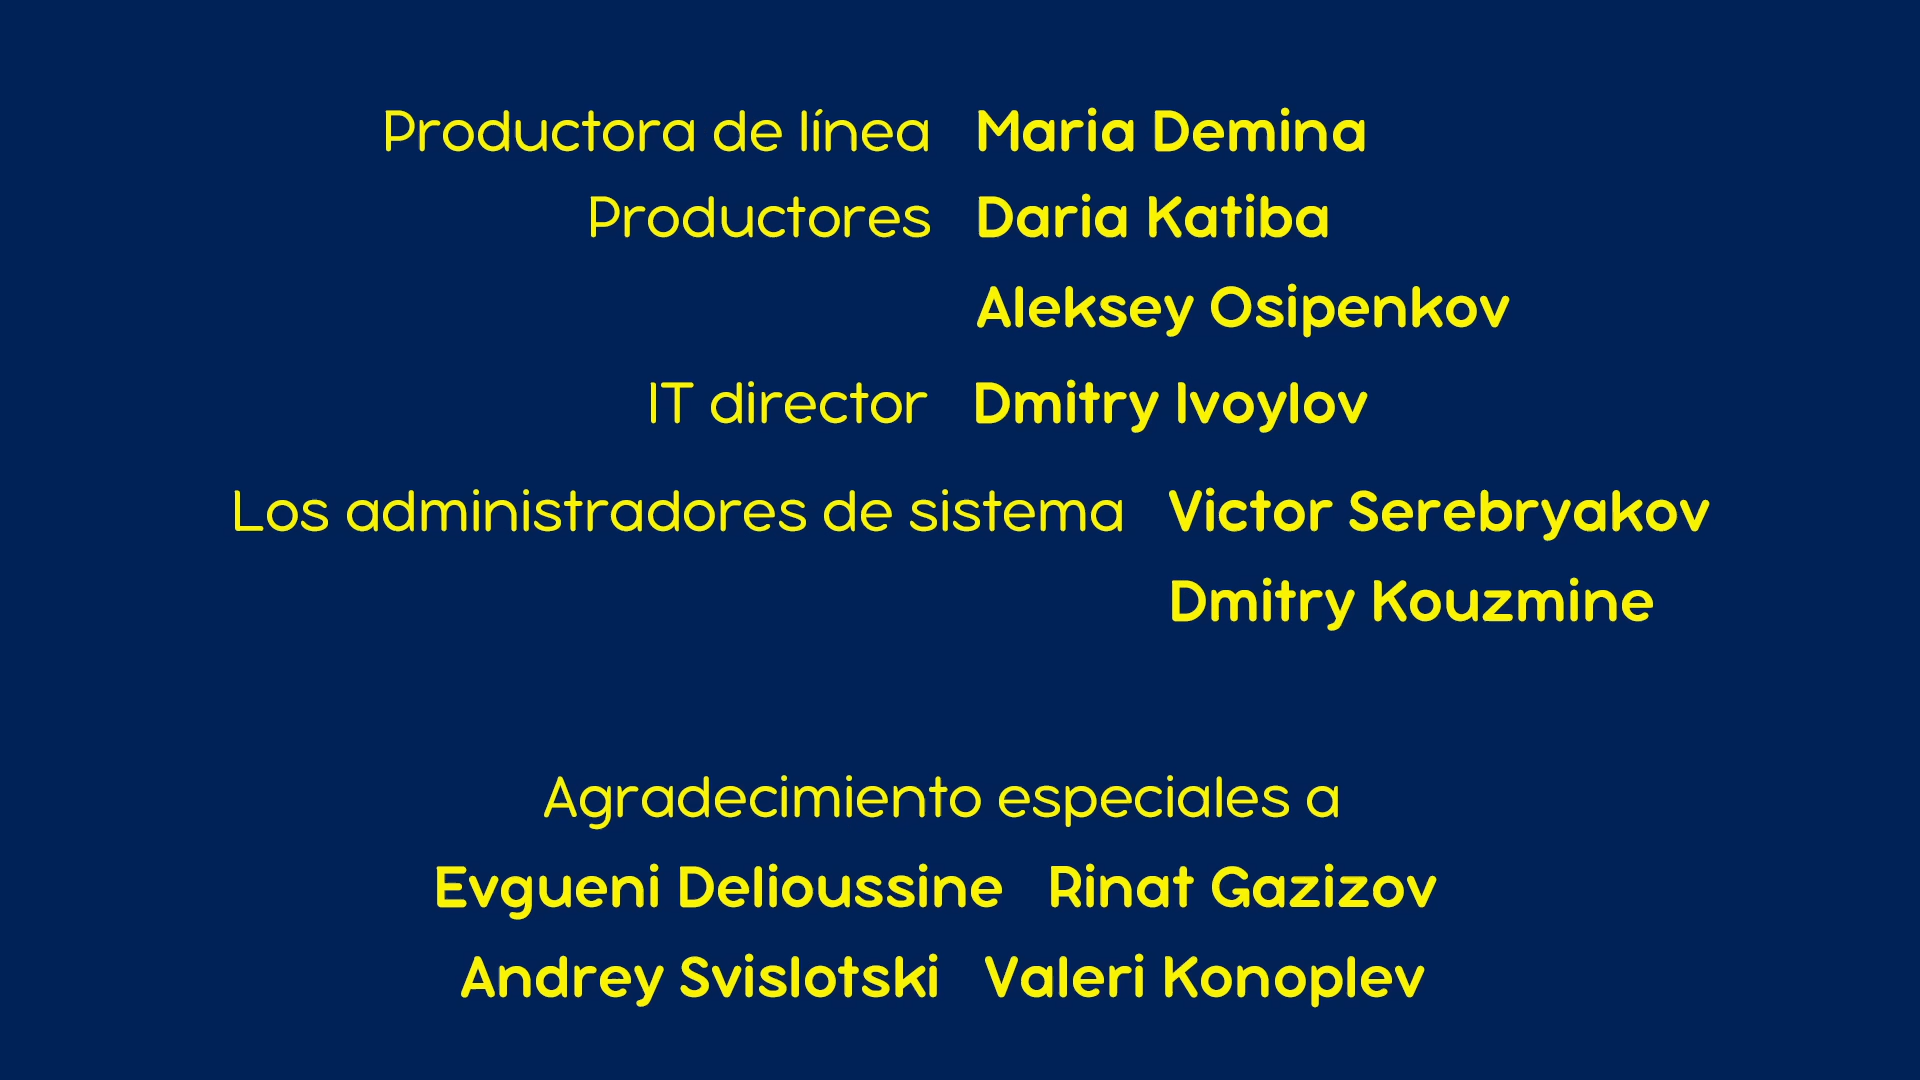 Productora de línea Maria Demina
Productores Daria Katiba
Aleksey Osipenkov
IT director Dmitry Ivoylov
Los administradores de sistema Victor Serebryakov
Dmitry Kouzmine
Agradecimiento especiales a
Evgueni Delioussine Rinat Gazizov
Andrey Svislotski Valeri Konoplev